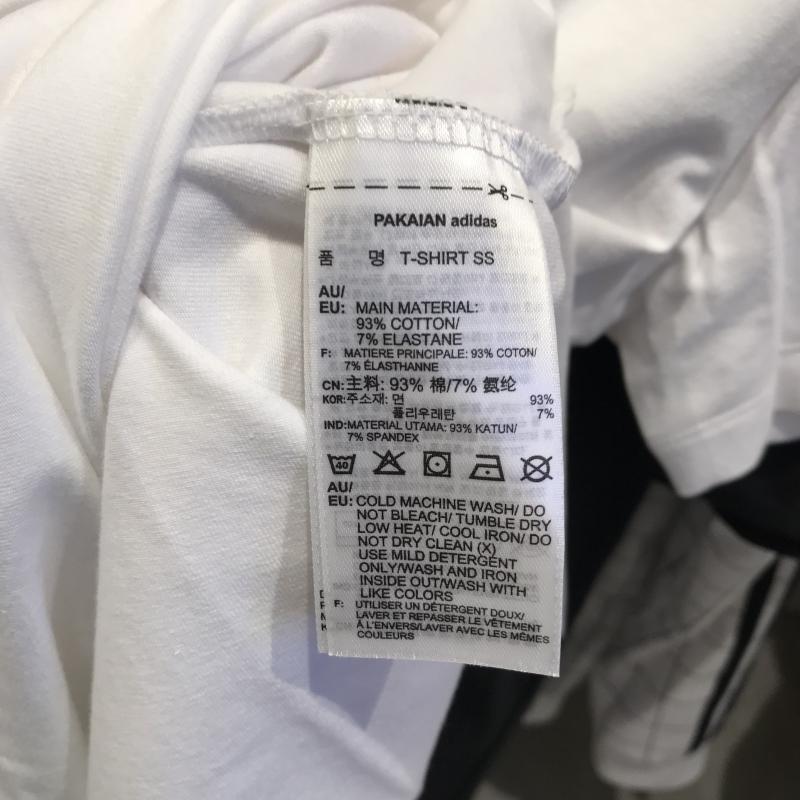 PAKAIAN adidas
품 명 T-SHIRT SS
AU/
EU: MAIN MATERIAL:
93% COTTON/
7% ELASTANE
F: MATIERE PRINCIPALE: 93% COTON/
7% ÉLASTHANNE
CN: 主料: 93% 棉/7% 氨纶
KOR: 주소재: 면 93%
폴리우레탄 7%
IND: MATERIAL UTAMA: 93% KATUN/
7% SPANDEX
40
AU/
EU: COLD MACHINE WASH/ DO
NOT BLEACH/ TUMBLE DRY
LOW HEAT/ COOL IRON/ DO
NOT DRY CLEAN (X)
USE MILD DETERGENT
ONLY/WASH AND IRON
INSIDE OUT/WASH WITH
LIKE COLORS
F: UTILISER UN DÉTERGENT DOUX/
LAVER ET REPASSER LE VÊTEMENT
À L'ENVERS/LAVER AVEC LES MÊMES
COULEURS